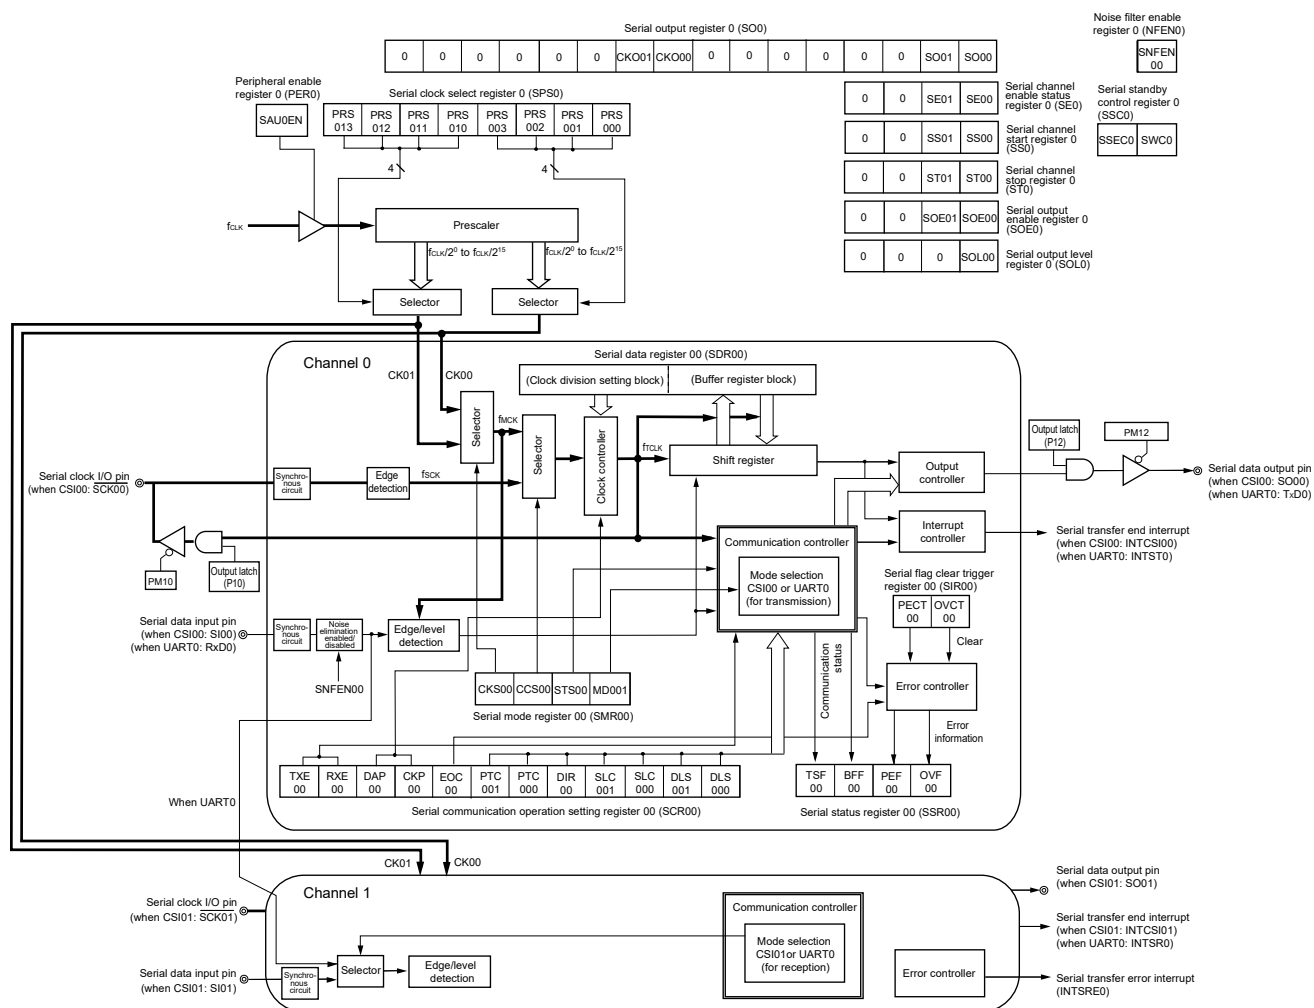 Serial output register 0 (SO0)
0 0 0 0 0 0 CKO01 CKO00 0 0 0 0 0 0 SO01 SO00
Noise filter enable
register 0 (NFEN0)
SNFEN
00
Peripheral enable
register 0 (PER0)
SAU0EN
Serial clock select register 0 (SPS0)
PRS PRS PRS PRS PRS PRS PRS PRS
013 012 011 010 003 002 001 000
4
4
0 0 SE01 SE00
Serial channel
enable status
register 0 (SE0)
0 0 SS01 SS00
Serial channel
start register 0
(SS0)
0 0 ST01 ST00
Serial channel
stop register 0
(ST0)
0 0 SOE01 SOE00
Serial output
enable register 0
(SOE0)
0 0 0 SOL00
Serial output level
register 0 (SOL0)
Serial standby
control register 0
(SSC0)
SSEC0 SWC0
fCLK
Prescaler
fCLK/2⁰ to fCLK/2¹⁵
fCLK/2⁰ to fCLK/2¹⁵
Selector
Selector
Channel 0
CK01
CK00
Serial data register 00 (SDR00)
(Clock division setting block)
(Buffer register block)
Selector
fMCK
Selector
Clock controller
fTCLK
Shift register
Output
controller
Output latch
(P12)
PM12
Serial data output pin
(when CSI00: SO00)
(when UART0: TxD0)
Serial clock I/O pin
(when CSI00: SCK00)
Synchro-
nous
circuit
Edge
detection
fSCK
Interrupt
controller
Serial transfer end interrupt
(when CSI00: INTCSI00)
(when UART0: INTST0)
Communication controller
Mode selection
CSI00 or UART0
(for transmission)
PM10
Output latch
(P10)
Serial flag clear trigger
register 00 (SIR00)
PECT OVCT
00 00
Clear
Serial data input pin
(when CSI00: SI00)
(when UART0: RxD0)
Synchro-
nous
circuit
Noise
elimination
enabled/
disabled
Edge/level
detection
SNFEN00
CKS00 CCS00 STS00 MD001
Serial mode register 00 (SMR00)
Communication
status
Error controller
Error
information
TXE RXE DAP CKP EOC PTC PTC DIR SLC SLC DLS DLS
00 00 00 00 00 001 000 00 001 000 001 000
Serial communication operation setting register 00 (SCR00)
TSF BFF PEF OVF
00 00 00 00
Serial status register 00 (SSR00)
When UART0
CK01
CK00
Channel 1
Serial clock I/O pin
(when CSI01: SCK01)
Serial data input pin
(when CSI01: SI01)
Synchro-
nous
circuit
Selector
Edge/level
detection
Communication controller
Mode selection
CSI01or UART0
(for reception)
Error controller
Serial data output pin
(when CSI01: SO01)
Serial transfer end interrupt
(when CSI01: INTCSI01)
(when UART0: INTSR0)
Serial transfer error interrupt
(INTSRE0)